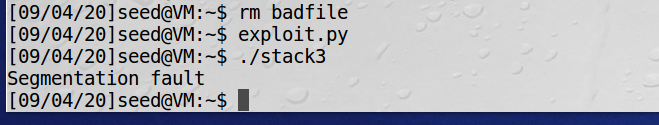 [09/04/20]seed@VM:~$ rm badfile
[09/04/20]seed@VM:~$ exploit.py
[09/04/20]seed@VM:~$ ./stack3
Segmentation fault
[09/04/20]seed@VM:~$